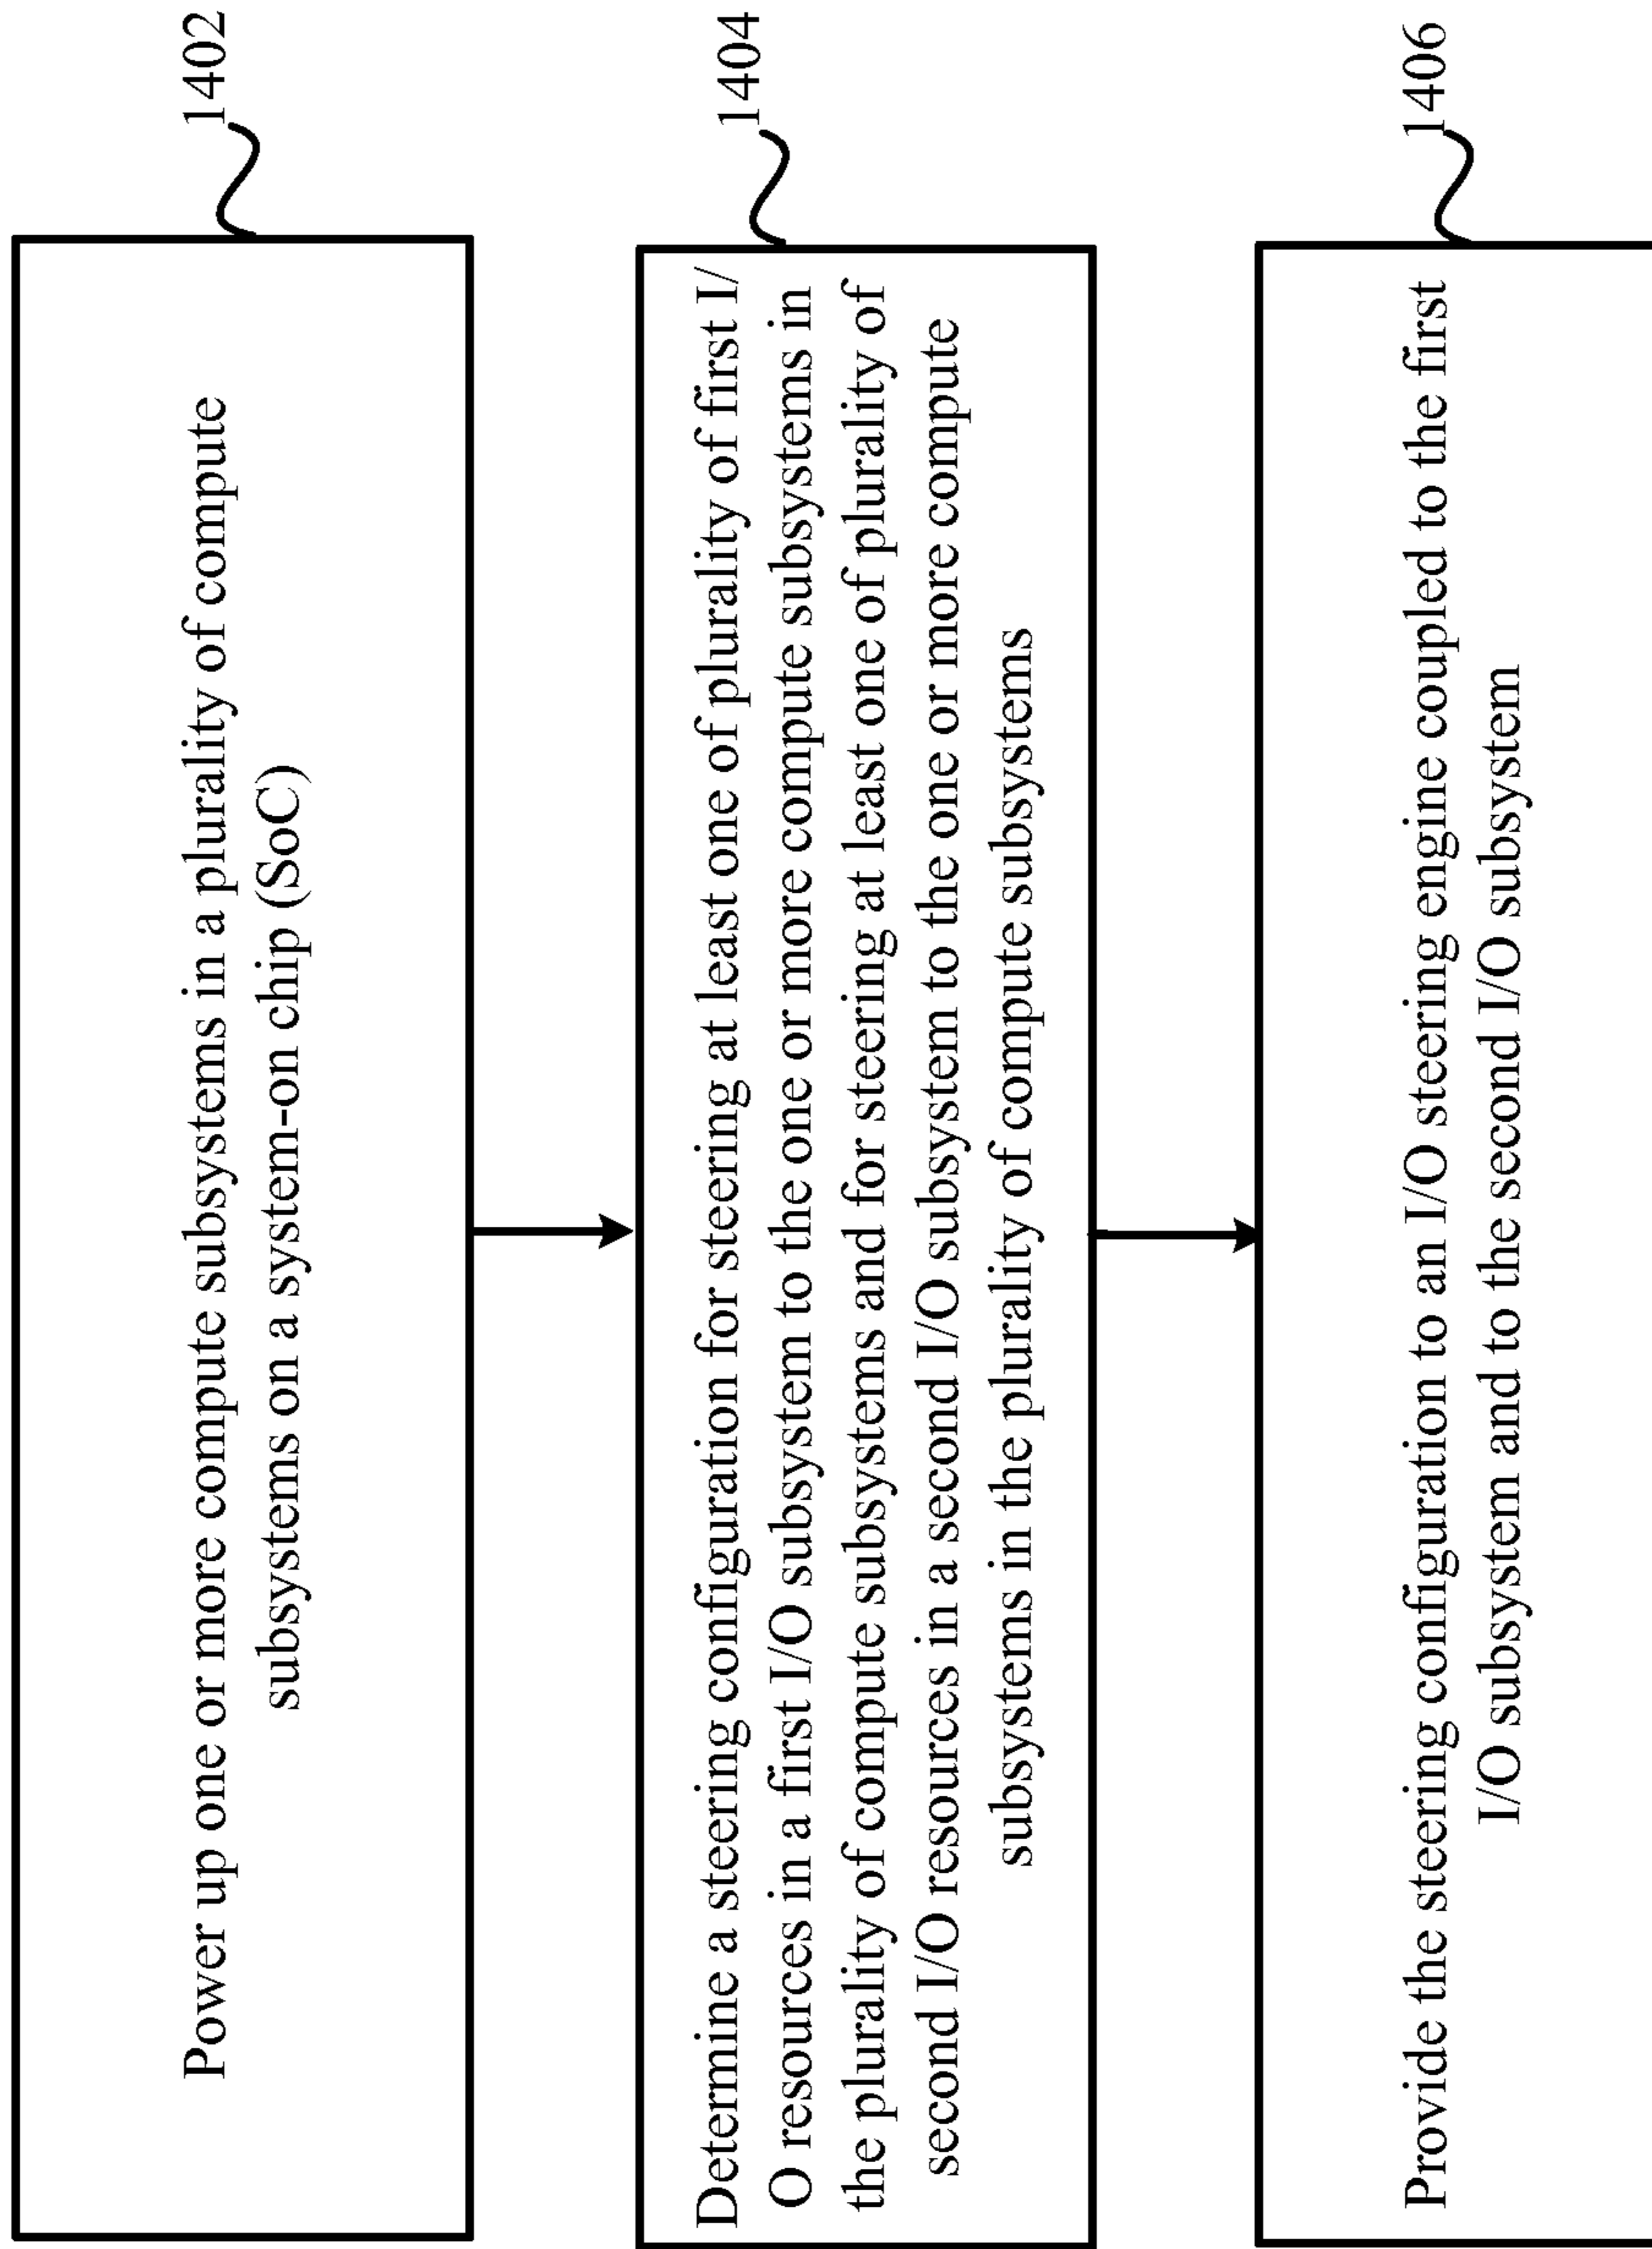 Power up one or more compute subsystems in a plurality of compute
subsystems on a system-on chip (SoC)
1402
Determine a steering configuration for steering at least one of plurality of first I/
O resources in a first I/O subsystem to the one or more compute subsystems in
the plurality of compute subsystems and for steering at least one of plurality of
second I/O resources in a second I/O subsystem to the one or more compute
subsystems in the plurality of compute subsystems
1404
Provide the steering configuration to an I/O steering engine coupled to the first
I/O subsystem and to the second I/O subsystem
1406